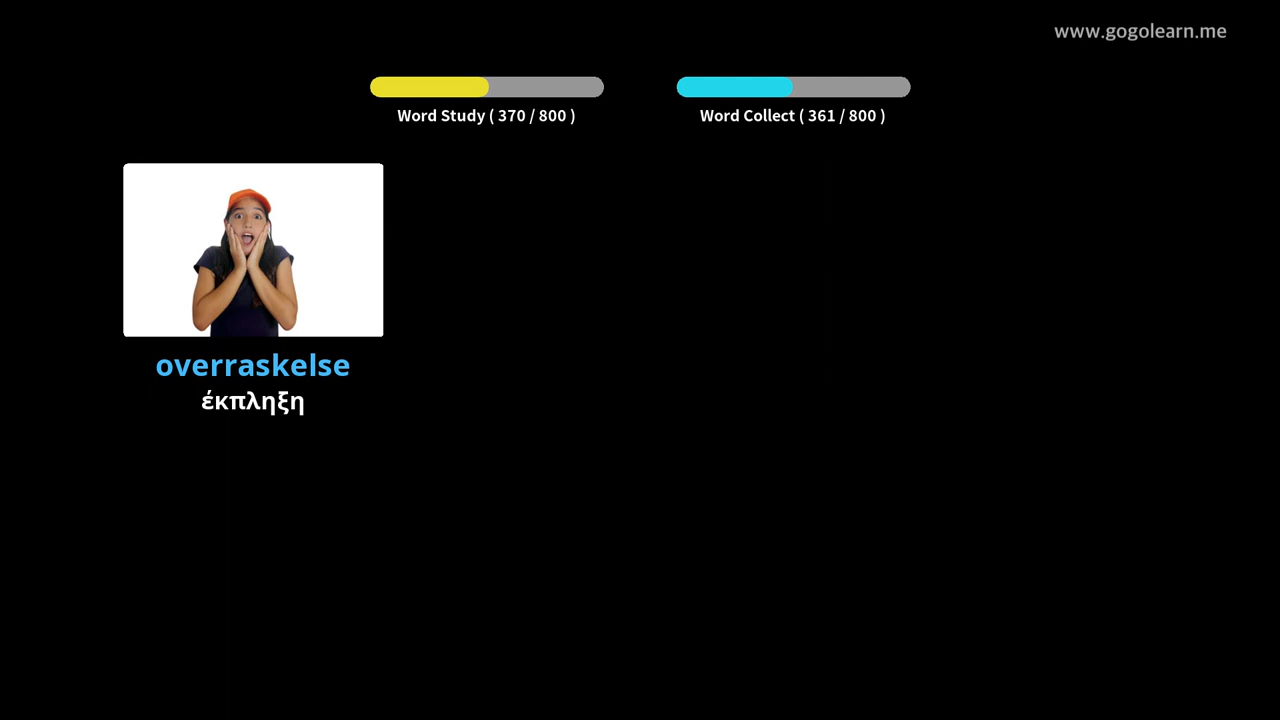 www.gogolearn.me
Word Study ( 370 / 800 )
Word Collect ( 361 / 800 )
overraskelse
έκπληξη